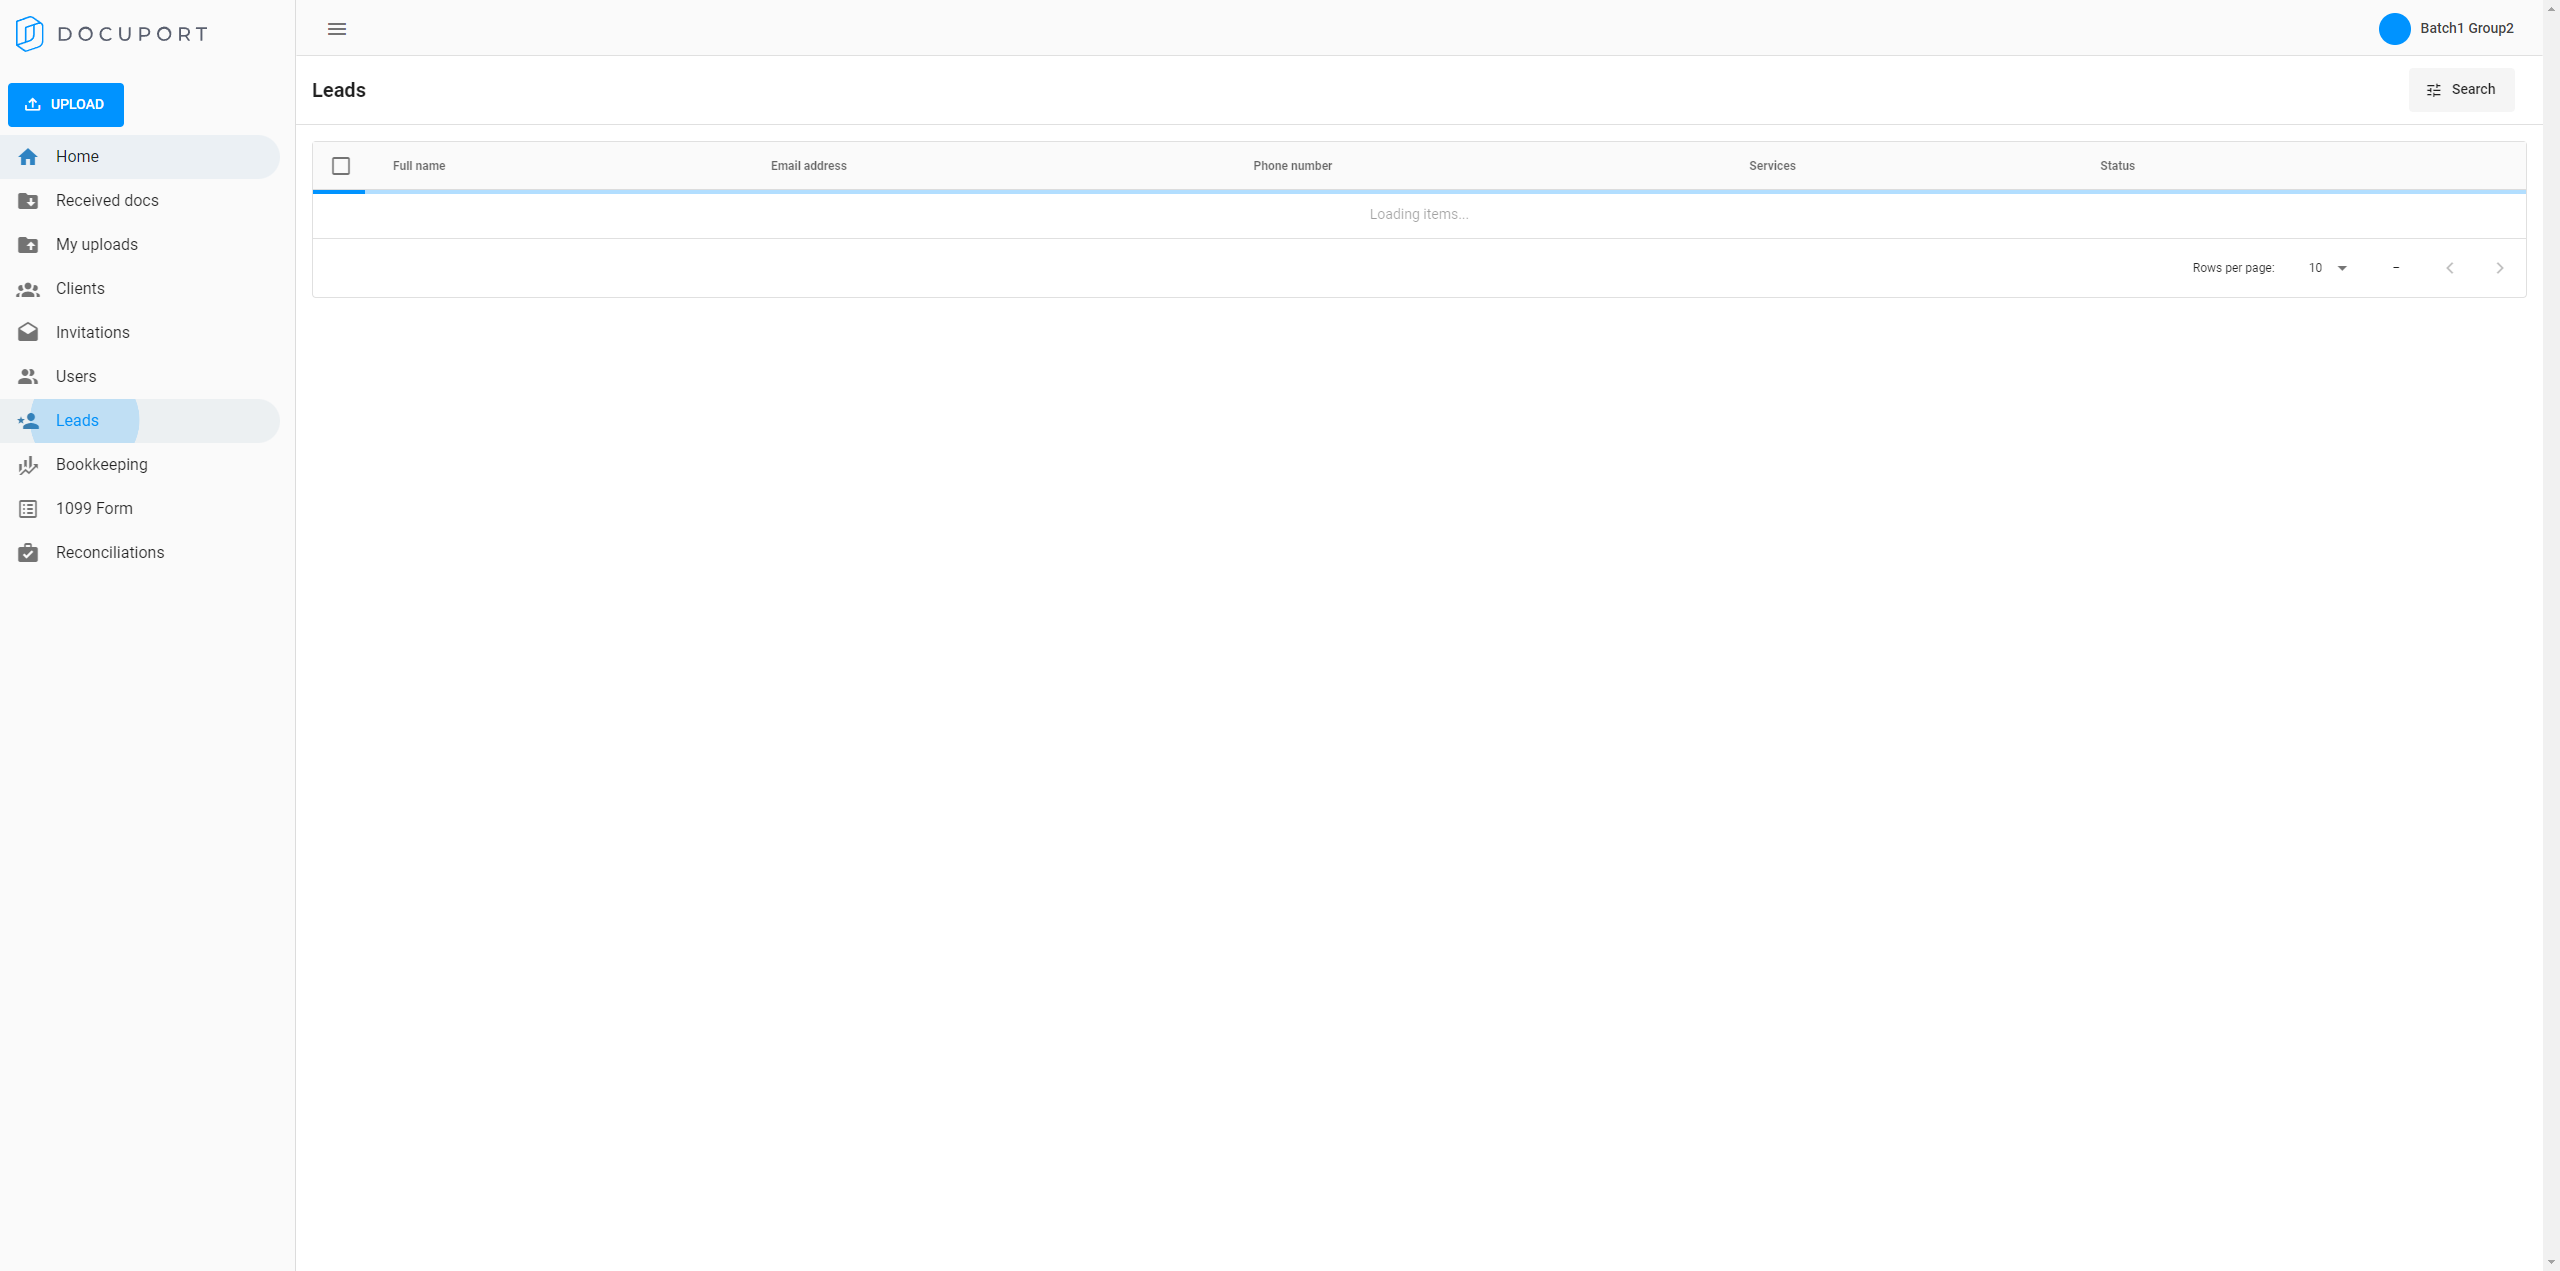 DOCUPORT
Batch1 Group2
UPLOAD
Home
Received docs
My uploads
Clients
Invitations
Users
Leads
Bookkeeping
1099 Form
Reconciliations
Leads
Search
Full name Email address Phone number Services Status
Loading items...
Rows per page: 10 –